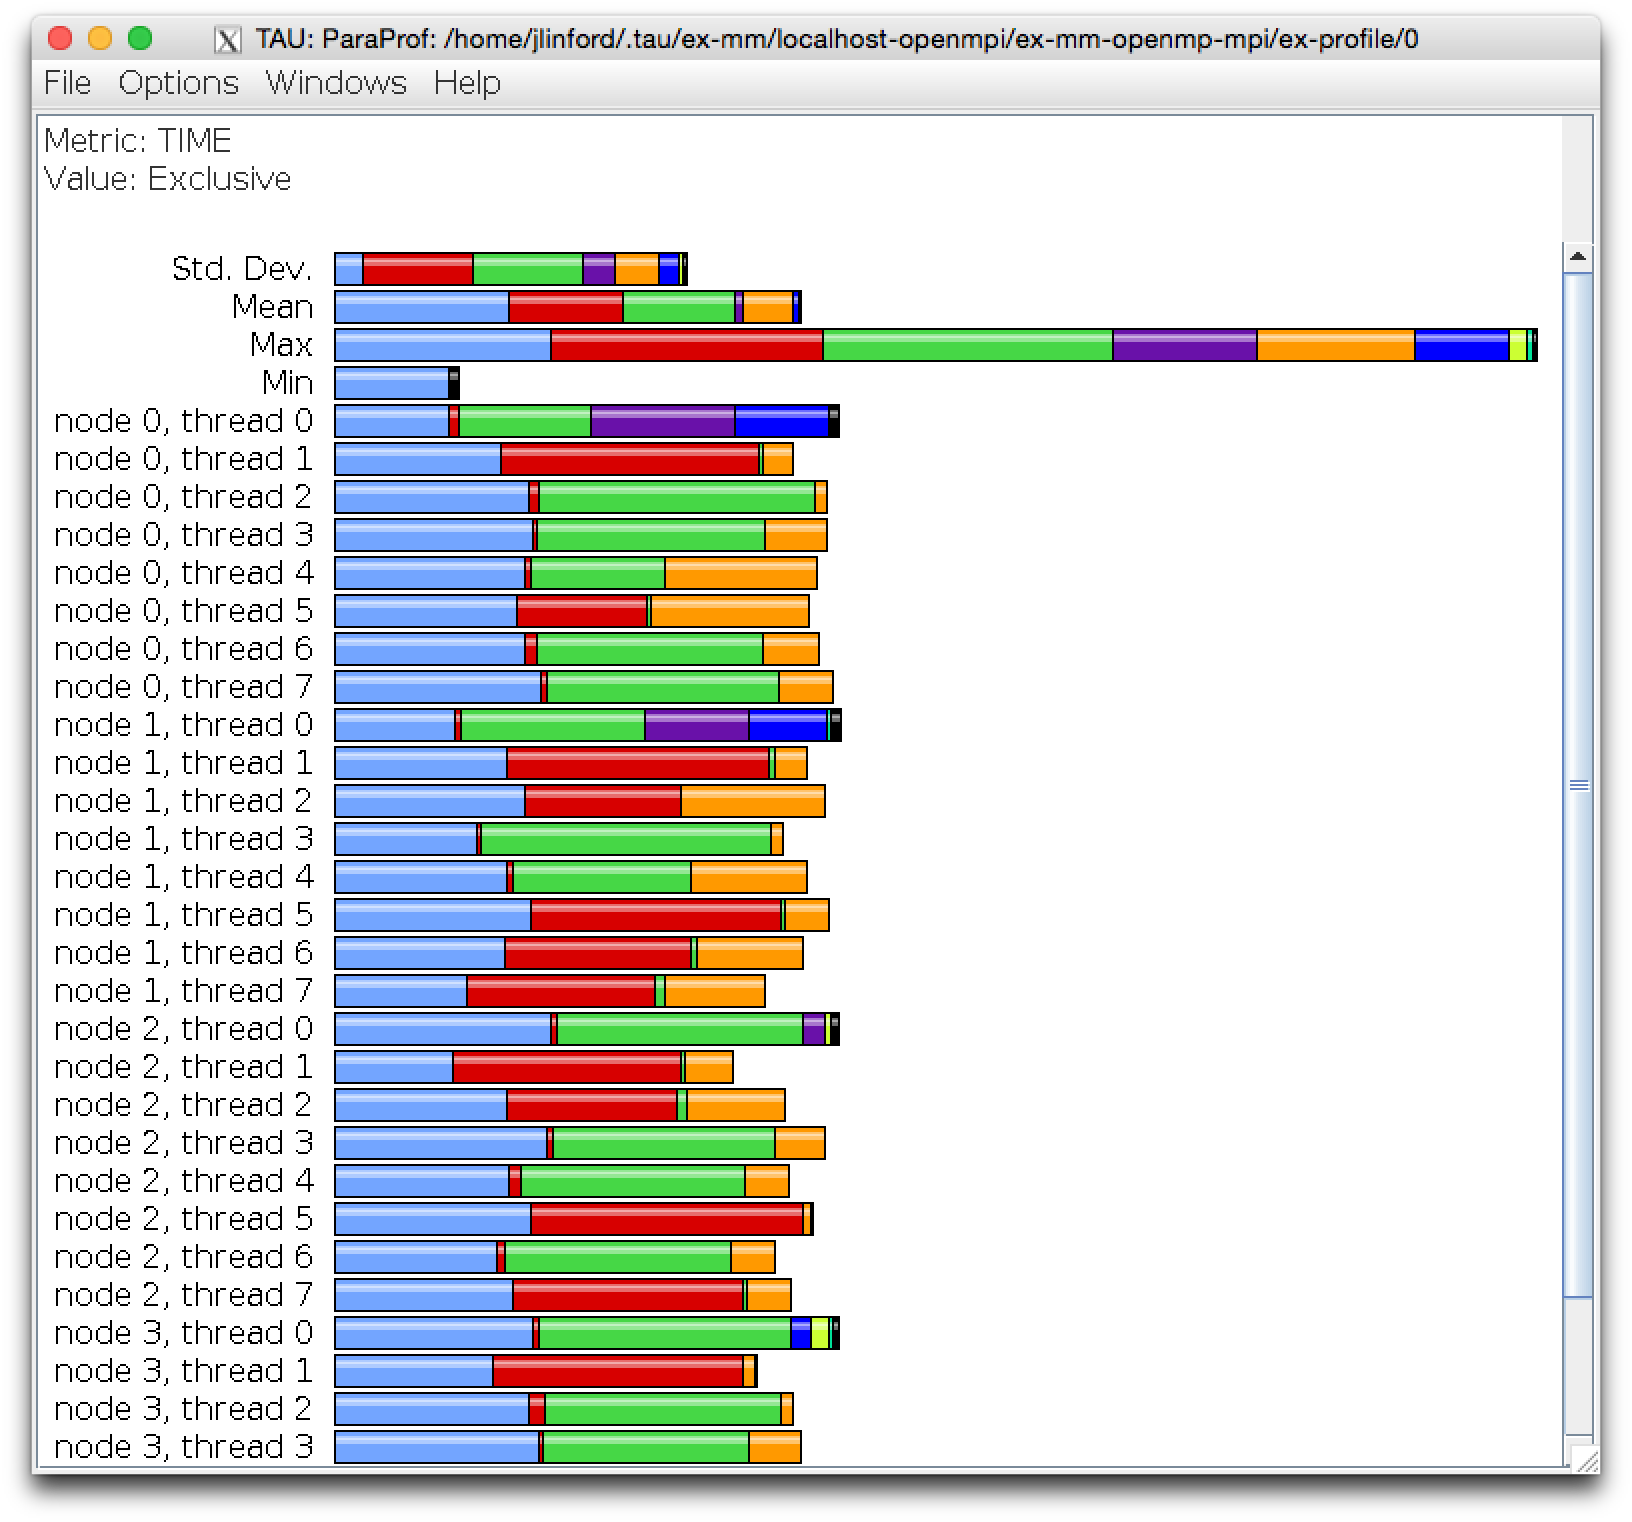 TAU: ParaProf: /home/jlinford/.tau/ex-mm/localhost-openmpi/ex-mm-openmp-mpi/ex-profile/0
File Options Windows Help
Metric: TIME
Value: Exclusive
Std. Dev.
Mean
Max
Min
node 0, thread 0
node 0, thread 1
node 0, thread 2
node 0, thread 3
node 0, thread 4
node 0, thread 5
node 0, thread 6
node 0, thread 7
node 1, thread 0
node 1, thread 1
node 1, thread 2
node 1, thread 3
node 1, thread 4
node 1, thread 5
node 1, thread 6
node 1, thread 7
node 2, thread 0
node 2, thread 1
node 2, thread 2
node 2, thread 3
node 2, thread 4
node 2, thread 5
node 2, thread 6
node 2, thread 7
node 3, thread 0
node 3, thread 1
node 3, thread 2
node 3, thread 3